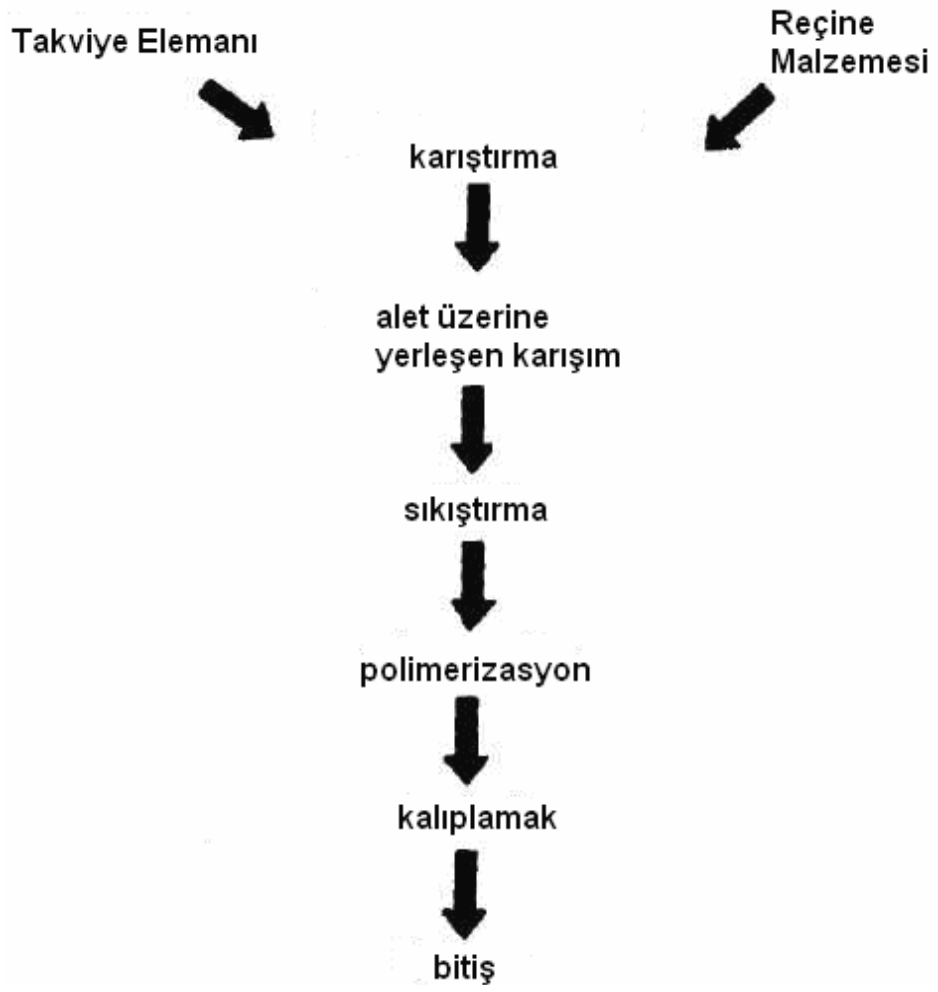 Takviye Elemanı
Reçine
Malzemesi
karıştırma
alet üzerine
yerleşen karışım
sıkıştırma
polimerizasyon
kalıplamak
bitiş